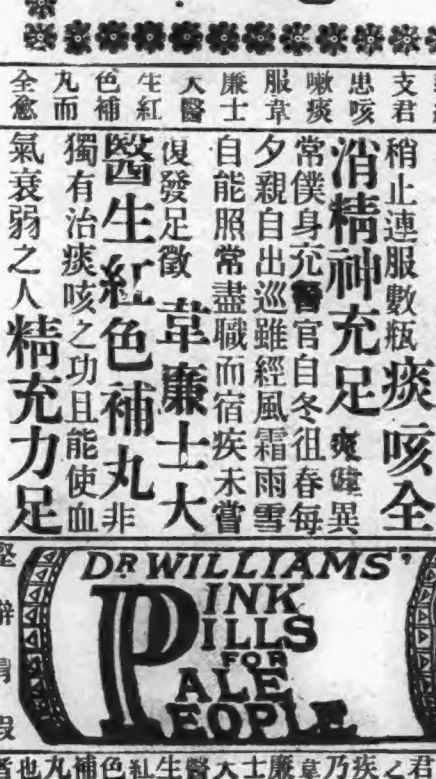 支君
患咳
嗽痰
服韋
廉士
大醫
生紅
色補
丸而
全愈
稍止連服數瓶痰咳全
消精神充足爽健異
常僕身充警官自冬徂春每
夕親自出巡雖經風霜雨雪
自能照常盡職而宿疾未嘗
復發足徵韋廉士大
醫生紅色補丸非
獨有治痰咳之功且能使血
氣衰弱之人精充力足
DR WILLIAMS'
PINK
PILLS
FOR
PALE
PEOPLE
君之疾乃韋廉士大醫生紅色補丸也